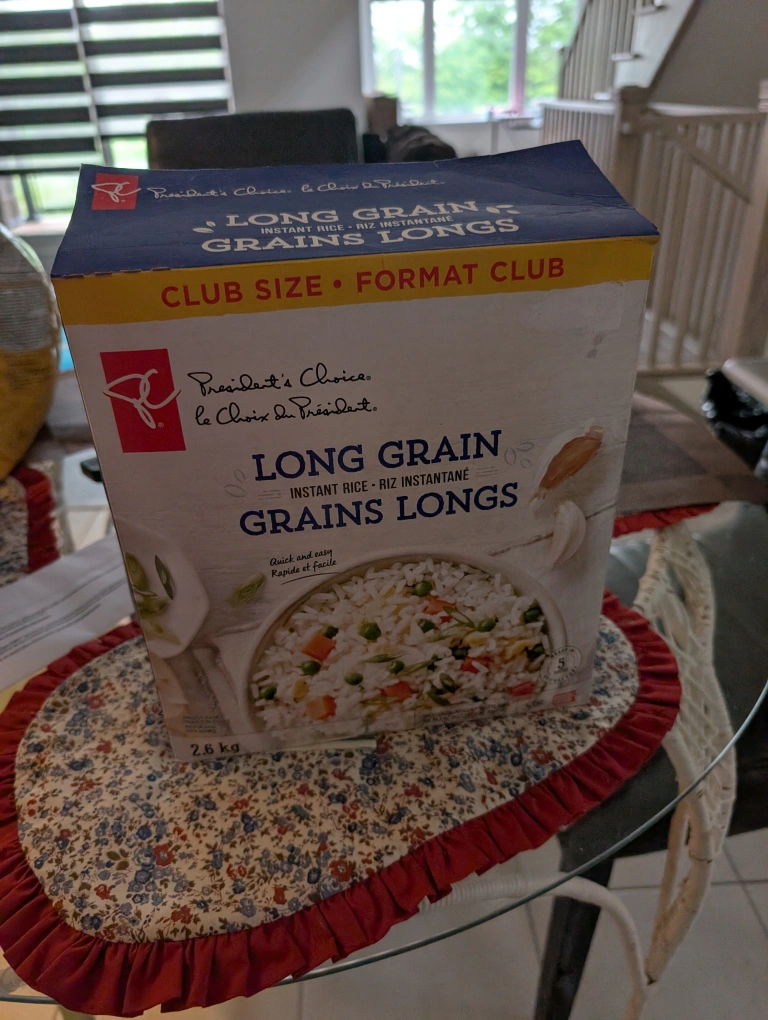 President's Choice. le Choix du Président.
LONG GRAIN
INSTANT RICE • RIZ INSTANTANÉ
GRAINS LONGS
CLUB SIZE • FORMAT CLUB
PC
President's Choice®
le Choix du Président®
LONG GRAIN
INSTANT RICE • RIZ INSTANTANÉ
GRAINS LONGS
Quick and easy
Rapide et facile
5
2.6 kg